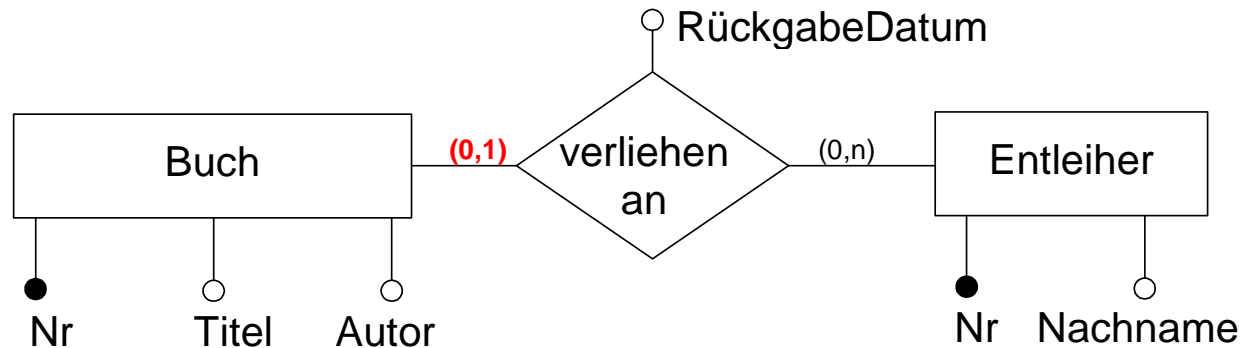 RückgabeDatum
Buch
(0,1)
verliehen
an
(0,n)
Entleiher
Nr
Titel
Autor
Nr
Nachname